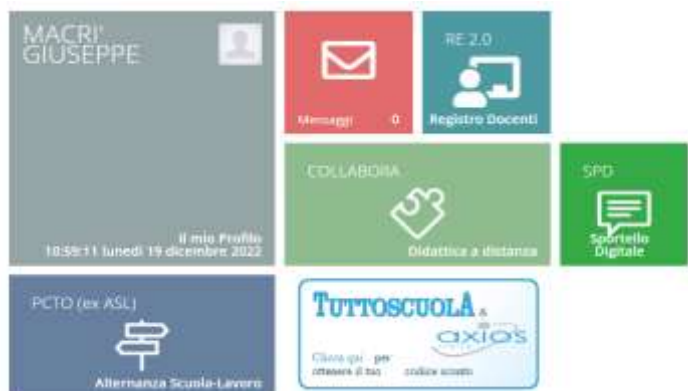 MACRI'
GIUSEPPE
Il mio Profilo
10:59:11 lunedì 19 dicembre 2022
Messaggi 0
RE 2.0
Registro Docenti
COLLABORA
Didattica a distanza
SPD
Sportello
Digitale
PCTO (ex ASL)
Alternanza Scuola-Lavoro
TUTTOSCUOLA &
axios
Clicca qui per
ottenere il tuo codice sconto